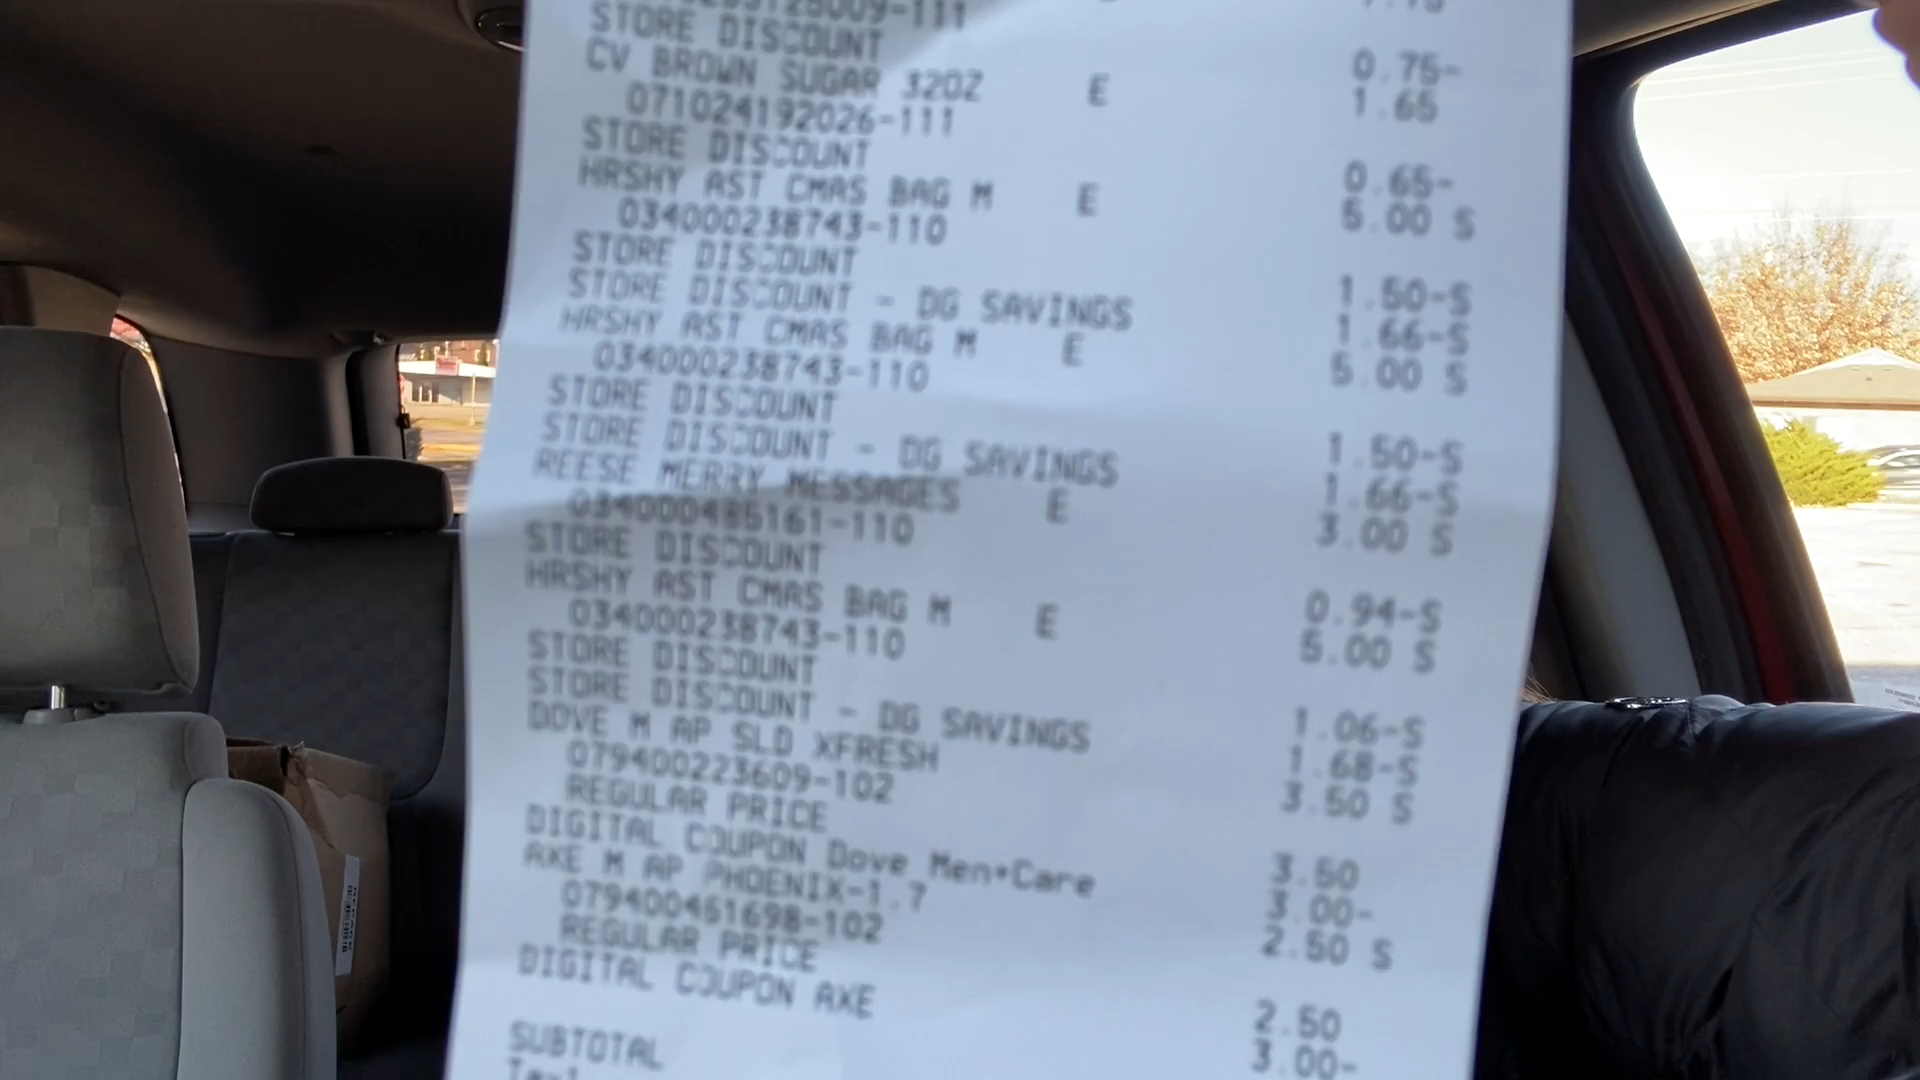 STORE DISCOUNT 0.75-
CV BROWN SUGAR 32OZ E 1.65
071024192026-111
STORE DISCOUNT 0.65-
HRSHY AST CMAS BAG M E 5.00 S
034000238743-110
STORE DISCOUNT 1.50-S
STORE DISCOUNT - DG SAVINGS 1.66-S
HRSHY AST CMAS BAG M E 5.00 S
034000238743-110
STORE DISCOUNT 1.50-S
STORE DISCOUNT - DG SAVINGS 1.66-S
REESE MERRY MESSAGES E 3.00 S
034000485161-110
STORE DISCOUNT 0.94-S
HRSHY AST CMAS BAG M E 5.00 S
034000238743-110
STORE DISCOUNT 1.06-S
STORE DISCOUNT - DG SAVINGS 1.68-S
DOVE M AP SLD XFRESH 3.50 S
079400223609-102
REGULAR PRICE 3.50
DIGITAL COUPON Dove Men+Care 3.00-
AXE M AP PHOENIX-1.7 2.50 S
079400461698-102
REGULAR PRICE 2.50
DIGITAL COUPON AXE 3.00-
SUBTOTAL